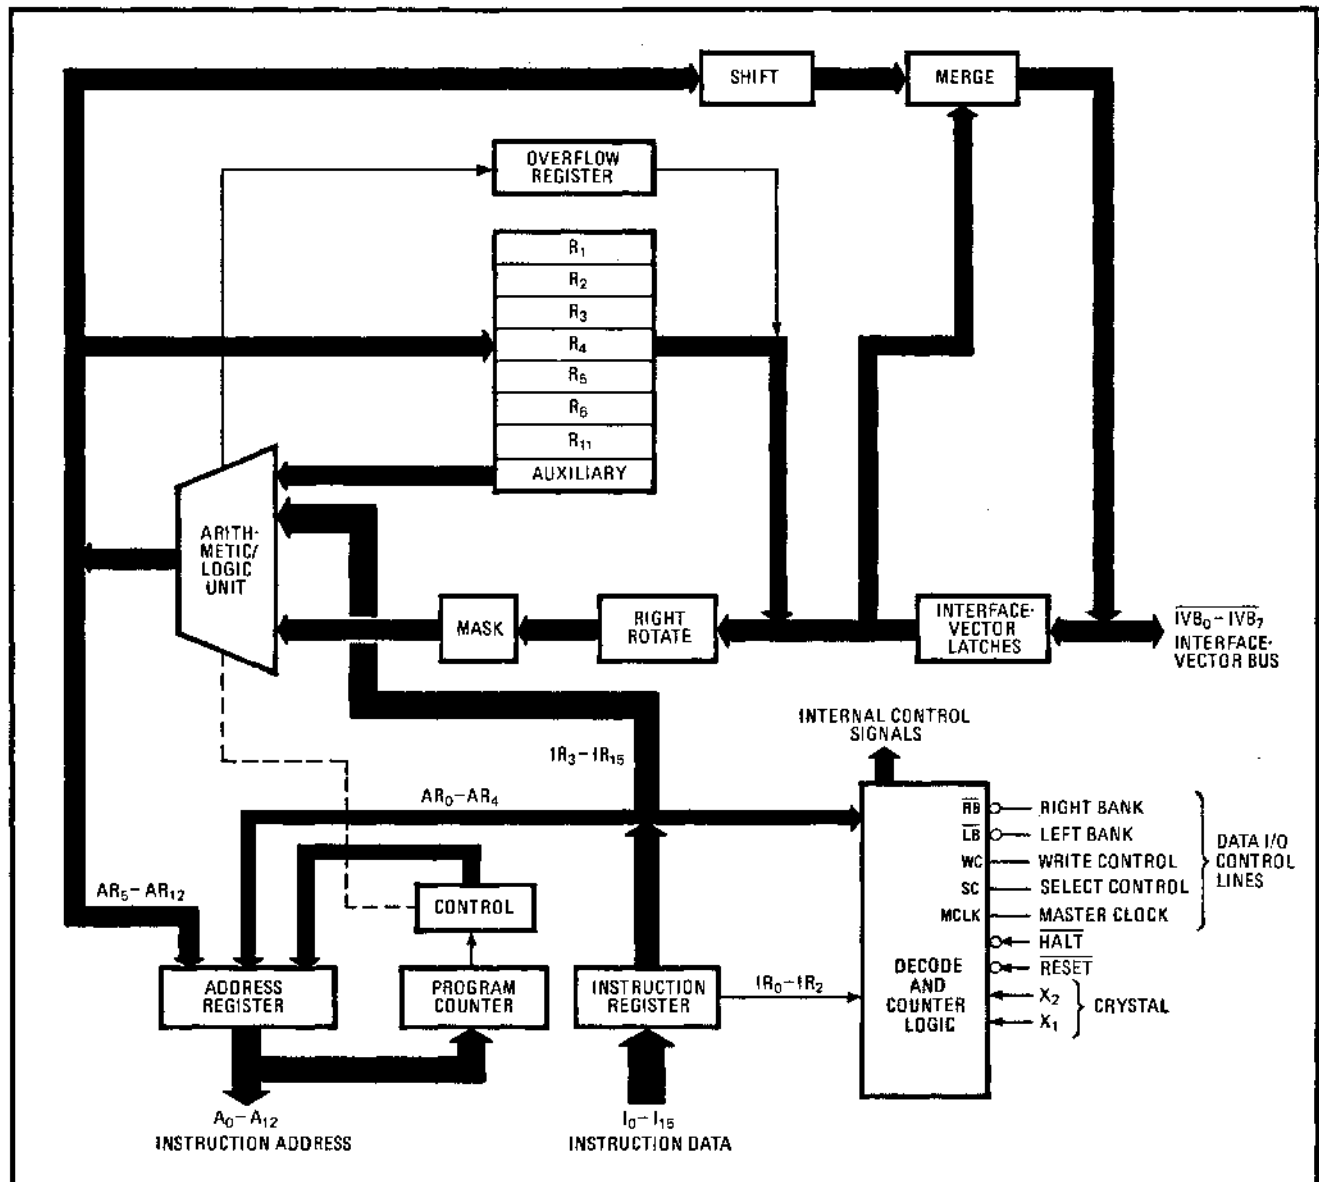 SHIFT
MERGE
OVERFLOW
REGISTER
R₁
R₂
R₃
R₄
R₅
R₆
R₁₁
AUXILIARY
ARITH-
METIC/
LOGIC
UNIT
MASK
RIGHT
ROTATE
INTERFACE-
VECTOR
LATCHES
IVB₀ – IVB₇
INTERFACE-
VECTOR BUS
INTERNAL CONTROL
SIGNALS
IR₃–IR₁₅
AR₀–AR₄
AR₅–AR₁₂
CONTROL
ADDRESS
REGISTER
PROGRAM
COUNTER
INSTRUCTION
REGISTER
IR₀–IR₂
DECODE
AND
COUNTER
LOGIC
RB RIGHT BANK
LB LEFT BANK
WC WRITE CONTROL
SC SELECT CONTROL
MCLK MASTER CLOCK
DATA I/O
CONTROL
LINES
HALT
RESET
X₂
X₁
CRYSTAL
A₀–A₁₂
INSTRUCTION ADDRESS
I₀–I₁₅
INSTRUCTION DATA